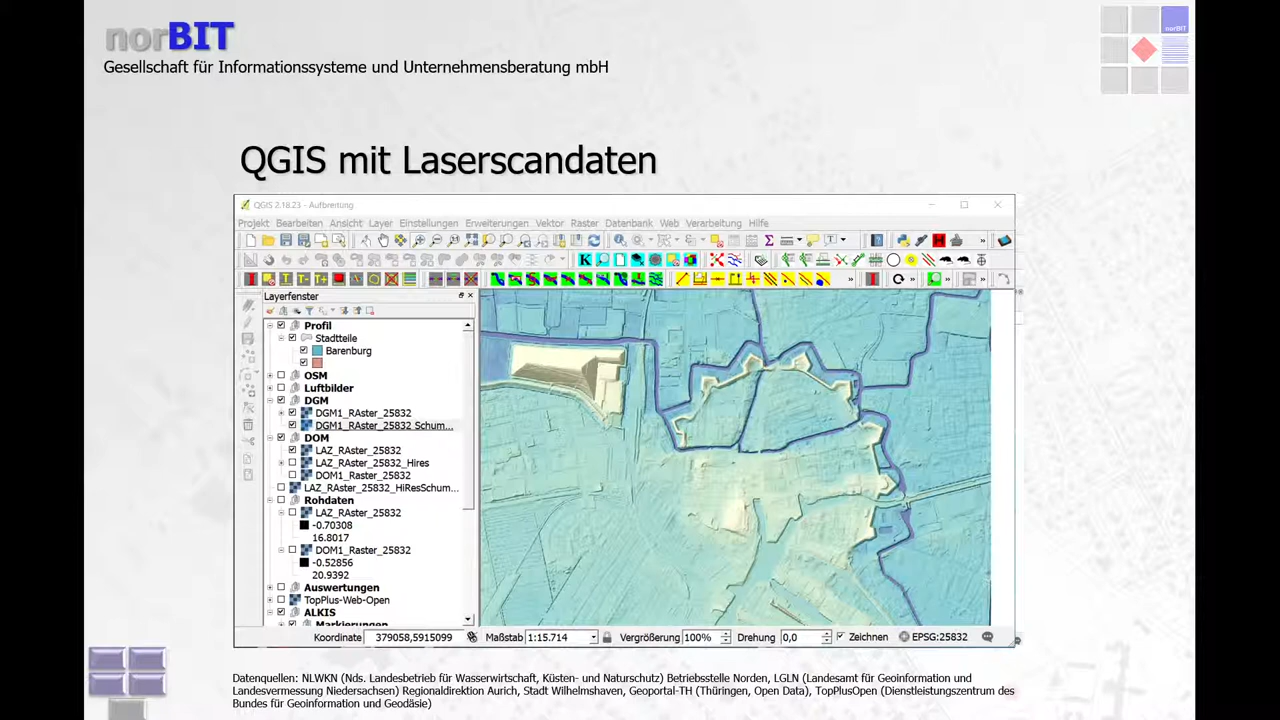 norBIT
Gesellschaft für Informationssysteme und Unternehmensberatung mbH
norBIT
QGIS mit Laserscandaten
QGIS 2.18.23 - Aufbreitung
Projekt Bearbeiten Ansicht Layer Einstellungen Erweiterungen Vektor Raster Datenbank Web Verarbeitung Hilfe
Layerfenster
Profil
Stadtteile
Barenburg
OSM
Luftbilder
DGM
DGM1_RAster_25832
DGM1_RAster_25832 Schum...
DOM
LAZ_RAster_25832
LAZ_RAster_25832_Hires
DOM1_Raster_25832
LAZ_RAster_25832_HiResSchum...
Rohdaten
LAZ_RAster_25832
-0.70308
16.8017
DOM1_Raster_25832
-0.52856
20.9392
Auswertungen
TopPlus-Web-Open
ALKIS
Markierungen
Koordinate 379058,5915099 Maßstab 1:15.714 Vergrößerung 100% Drehung 0,0 Zeichnen EPSG:25832
Datenquellen: NLWKN (Nds. Landesbetrieb für Wasserwirtschaft, Küsten- und Naturschutz) Betriebsstelle Norden, LGLN (Landesamt für Geoinformation und
Landesvermessung Niedersachsen) Regionaldirektion Aurich, Stadt Wilhelmshaven, Geoportal-TH (Thüringen, Open Data), TopPlusOpen (Dienstleistungszentrum des
Bundes für Geoinformation und Geodäsie)